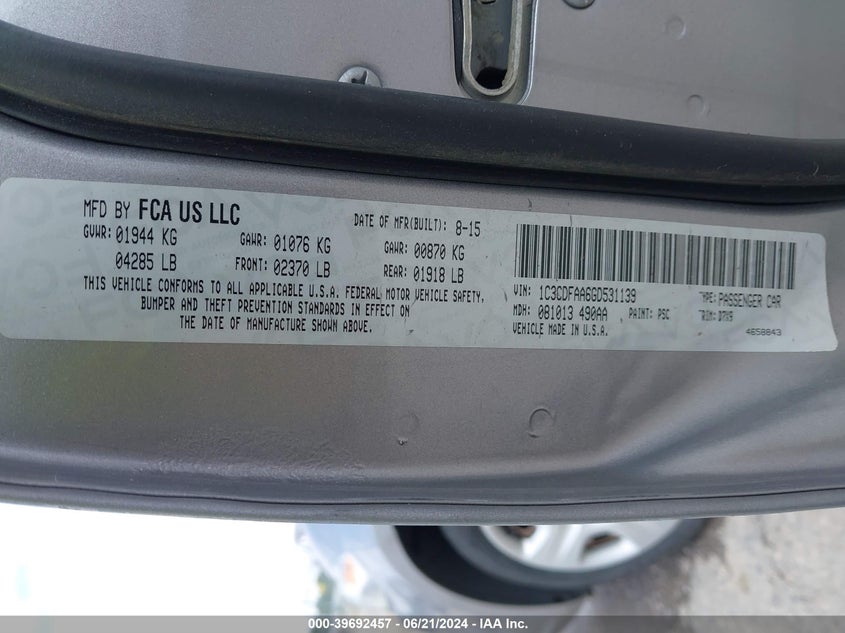 MFD BY FCA US LLC
DATE OF MFR(BUILT): 8-15
GVWR: 01944 KG
GAWR: 01076 KG
GAWR: 00870 KG
04285 LB
FRONT: 02370 LB
REAR: 01918 LB
THIS VEHICLE CONFORMS TO ALL APPLICABLE U.S.A. FEDERAL MOTOR VEHICLE SAFETY,
BUMPER AND THEFT PREVENTION STANDARDS IN EFFECT ON
THE DATE OF MANUFACTURE SHOWN ABOVE.
VIN: 1C3CDFAA6GD531139
TYPE: PASSENGER CAR
MDH: 081013 490AA
PAINT: PSC
TRIM: D7X9
VEHICLE MADE IN U.S.A.
4658843
000-39692457 - 06/21/2024 - IAA Inc.